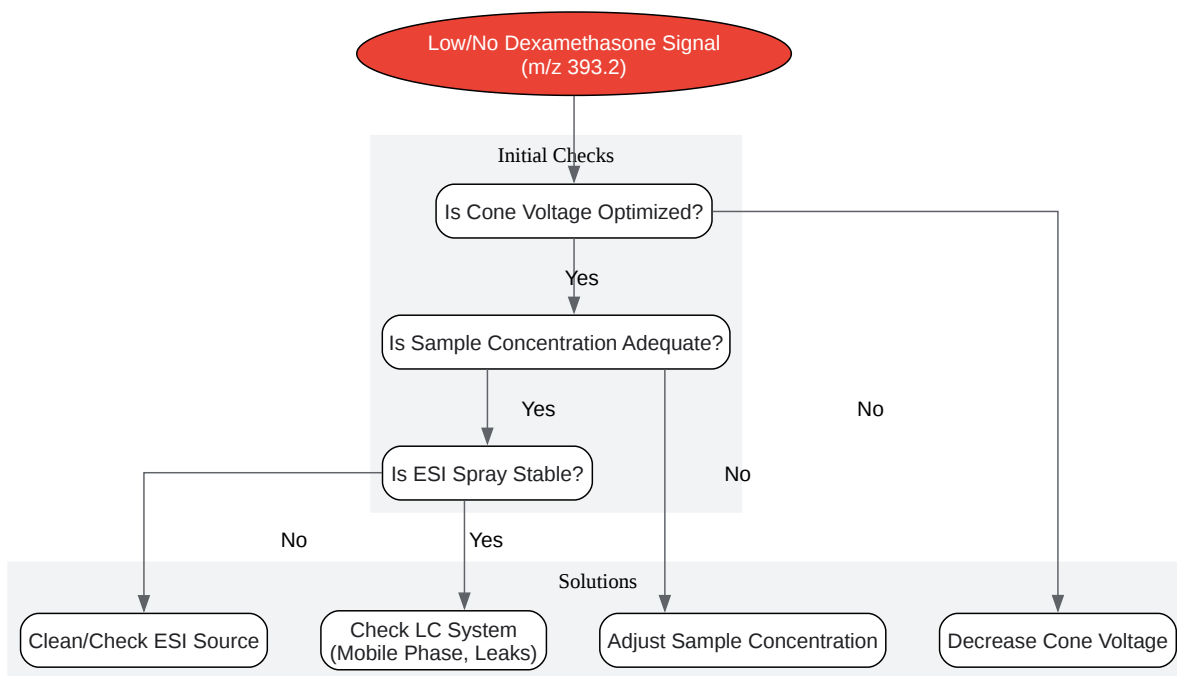 Low/No Dexamethasone Signal
(m/z 393.2)
Initial Checks
Is Cone Voltage Optimized?
Yes
Is Sample Concentration Adequate?
Yes
No
Is ESI Spray Stable?
No
No
Yes
Solutions
Clean/Check ESI Source
Check LC System
(Mobile Phase, Leaks)
Adjust Sample Concentration
Decrease Cone Voltage